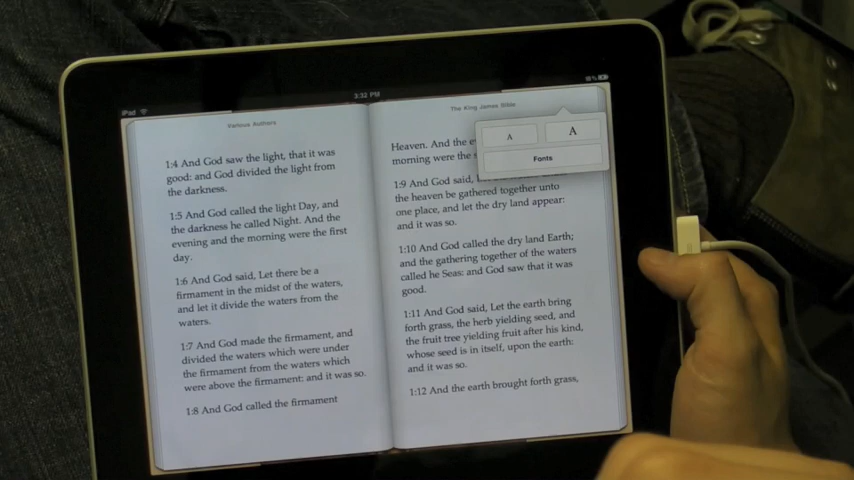 iPad
3:32 PM
Various Authors
1:4 And God saw the light, that it was
good: and God divided the light from
the darkness.
1:5 And God called the light Day, and
the darkness he called Night. And the
evening and the morning were the first
day.
1:6 And God said, Let there be a
firmament in the midst of the waters,
and let it divide the waters from the
waters.
1:7 And God made the firmament, and
divided the waters which were under
the firmament from the waters which
were above the firmament: and it was so.
1:8 And God called the firmament
The King James Bible
A
A
Fonts
Heaven. And the
morning were the
1:9 And God said,
the heaven be gathered together unto
one place, and let the dry land appear:
and it was so.
1:10 And God called the dry land Earth;
and the gathering together of the waters
called he Seas: and God saw that it was
good.
1:11 And God said, Let the earth bring
forth grass, the herb yielding seed, and
the fruit tree yielding fruit after his kind,
whose seed is in itself, upon the earth:
and it was so.
1:12 And the earth brought forth grass,